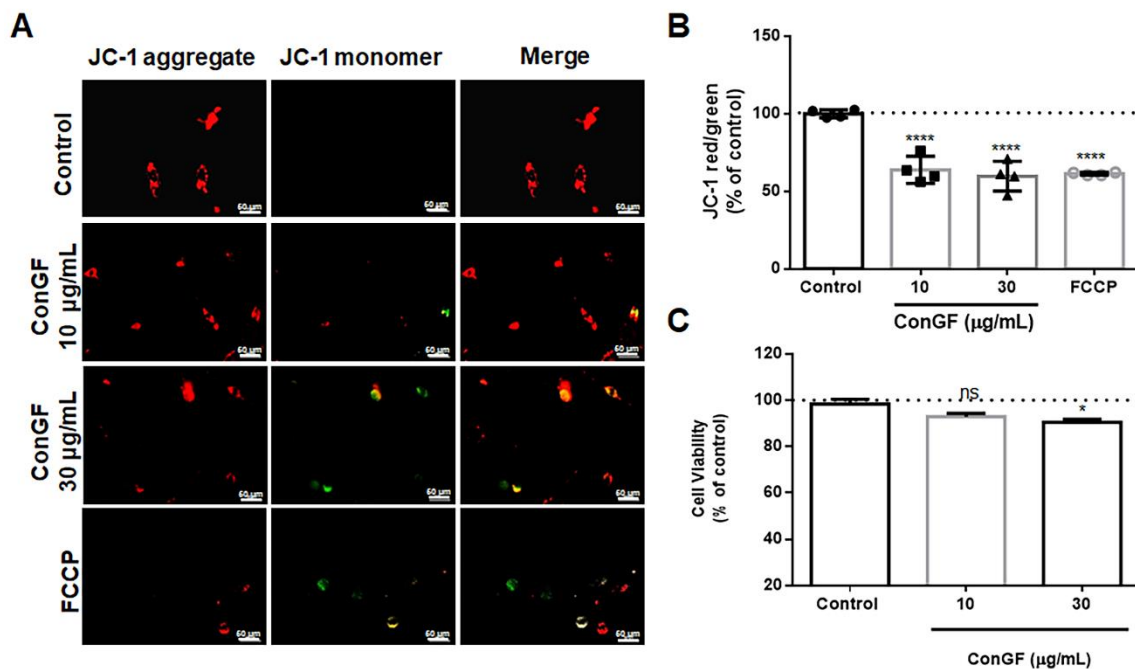 A
JC-1 aggregate
JC-1 monomer
Merge
Control
60 µm
60 µm
60 µm
ConGF
10 µg/mL
60 µm
60 µm
60 µm
ConGF
30 µg/mL
60 µm
60 µm
60 µm
FCCP
60 µm
60 µm
60 µm
B
JC-1 red/green
(% of control)
150
100
50
0
****
****
****
Control
10
30
FCCP
ConGF (µg/mL)
C
Cell Viability
(% of control)
120
100
80
60
40
20
ns
*
Control
10
30
ConGF (µg/mL)